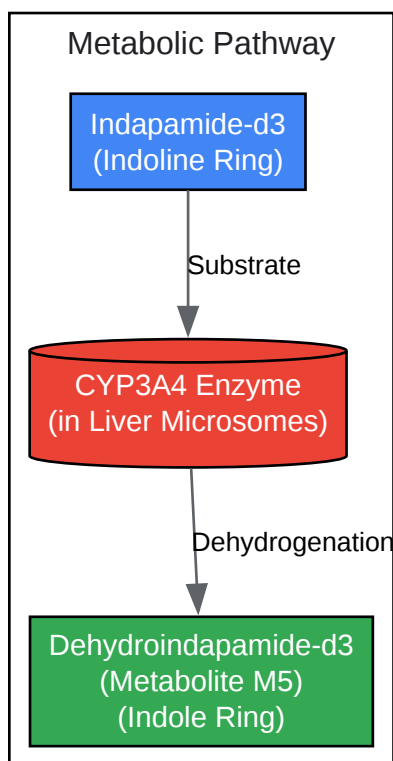 Metabolic Pathway
Indapamide-d3
(Indoline Ring)
Substrate
CYP3A4 Enzyme
(in Liver Microsomes)
Dehydrogenation
Dehydroindapamide-d3
(Metabolite M5)
(Indole Ring)